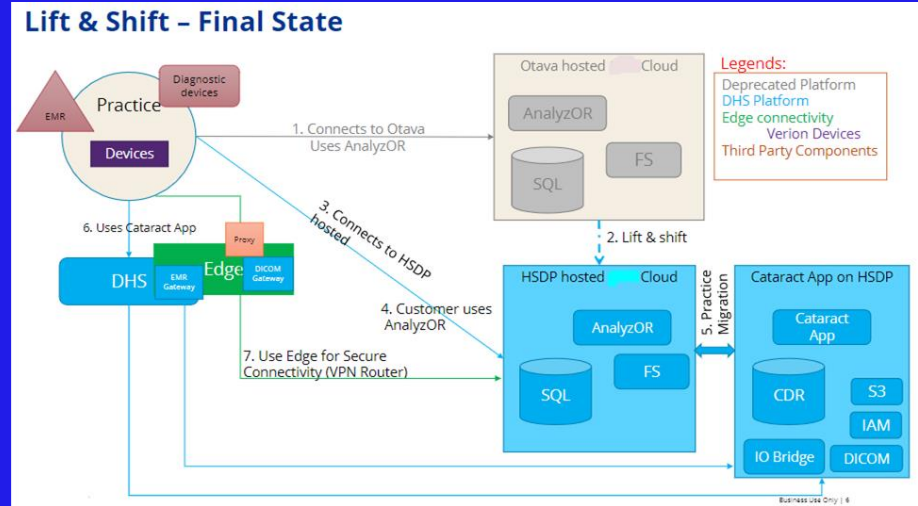 Lift & Shift – Final State
EMR
Practice
Diagnostic
devices
Devices
1. Connects to Otava
Uses AnalyzOR
Otava hosted Cloud
AnalyzOR
SQL
FS
Legends:
Deprecated Platform
DHS Platform
Edge connectivity
Verion Devices
Third Party Components
2. Lift & shift
3. Connects to HSDP
hosted
6. Uses Cataract App
Proxy
DHS
EMR
Gateway
Edge
DICOM
Gateway
4. Customer uses
AnalyzOR
7. Use Edge for Secure
Connectivity (VPN Router)
HSDP hosted Cloud
AnalyzOR
SQL
FS
5. Practice
Migration
Cataract App on HSDP
Cataract
App
CDR
S3
IAM
IO Bridge
DICOM
Business Use Only | 6